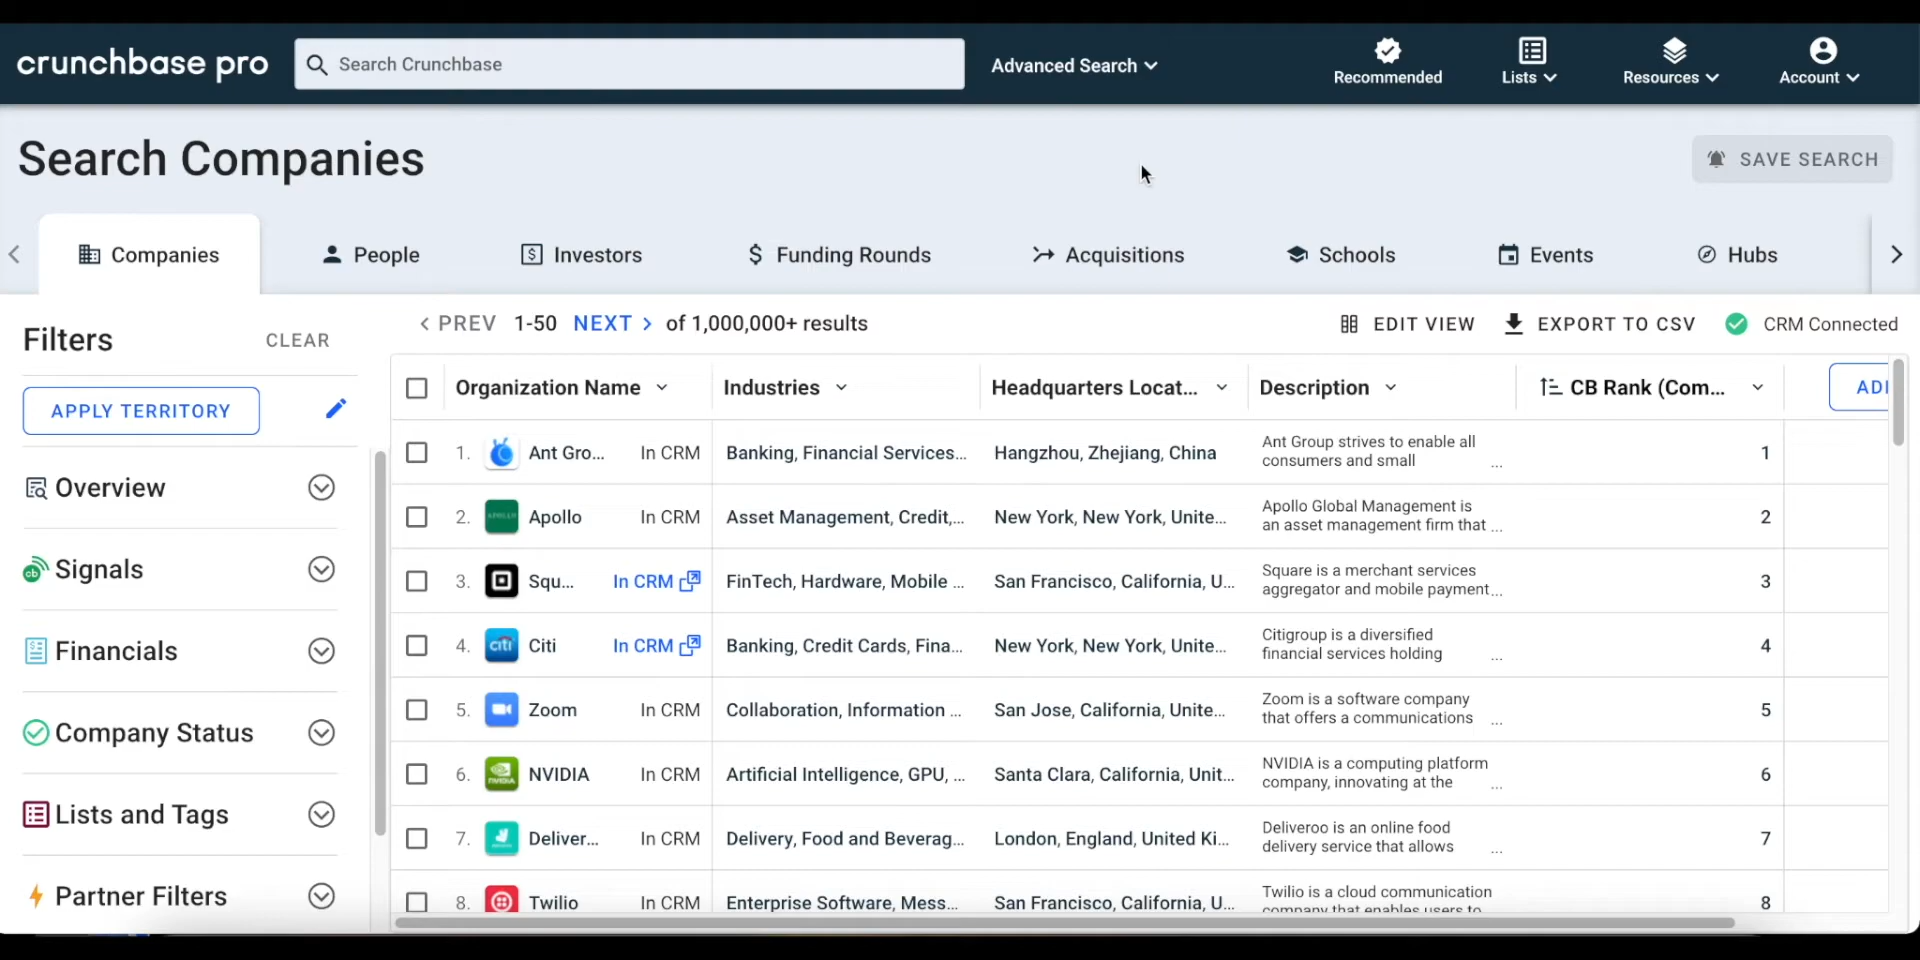 crunchbase pro
Search Crunchbase
Advanced Search
Recommended
Lists
Resources
Account
Search Companies
SAVE SEARCH
Companies
People
Investors
Funding Rounds
Acquisitions
Schools
Events
Hubs
Filters
CLEAR
PREV 1-50 NEXT of 1,000,000+ results
EDIT VIEW
EXPORT TO CSV
CRM Connected
APPLY TERRITORY
Overview
Signals
Financials
Company Status
Lists and Tags
Partner Filters
Organization Name Industries Headquarters Locat... Description CB Rank (Com... 
1. Ant Gro... In CRM Banking, Financial Services... Hangzhou, Zhejiang, China Ant Group strives to enable all
consumers and small ... 1
2. APOLLO Apollo In CRM Asset Management, Credit,... New York, New York, Unite... Apollo Global Management is
an asset management firm that ... 2
3. Squ... In CRM FinTech, Hardware, Mobile ... San Francisco, California, U... Square is a merchant services
aggregator and mobile payment... 3
4. citi Citi In CRM Banking, Credit Cards, Fina... New York, New York, Unite... Citigroup is a diversified
financial services holding ... 4
5. Zoom In CRM Collaboration, Information ... San Jose, California, Unite... Zoom is a software company
that offers a communications ... 5
6. NVIDIA NVIDIA In CRM Artificial Intelligence, GPU, ... Santa Clara, California, Unit... NVIDIA is a computing platform
company, innovating at the ... 6
7. Deliver... In CRM Delivery, Food and Beverag... London, England, United Ki... Deliveroo is an online food
delivery service that allows ... 7
8. Twilio In CRM Enterprise Software, Mess... San Francisco, California, U... Twilio is a cloud communication
company that enables users to 8